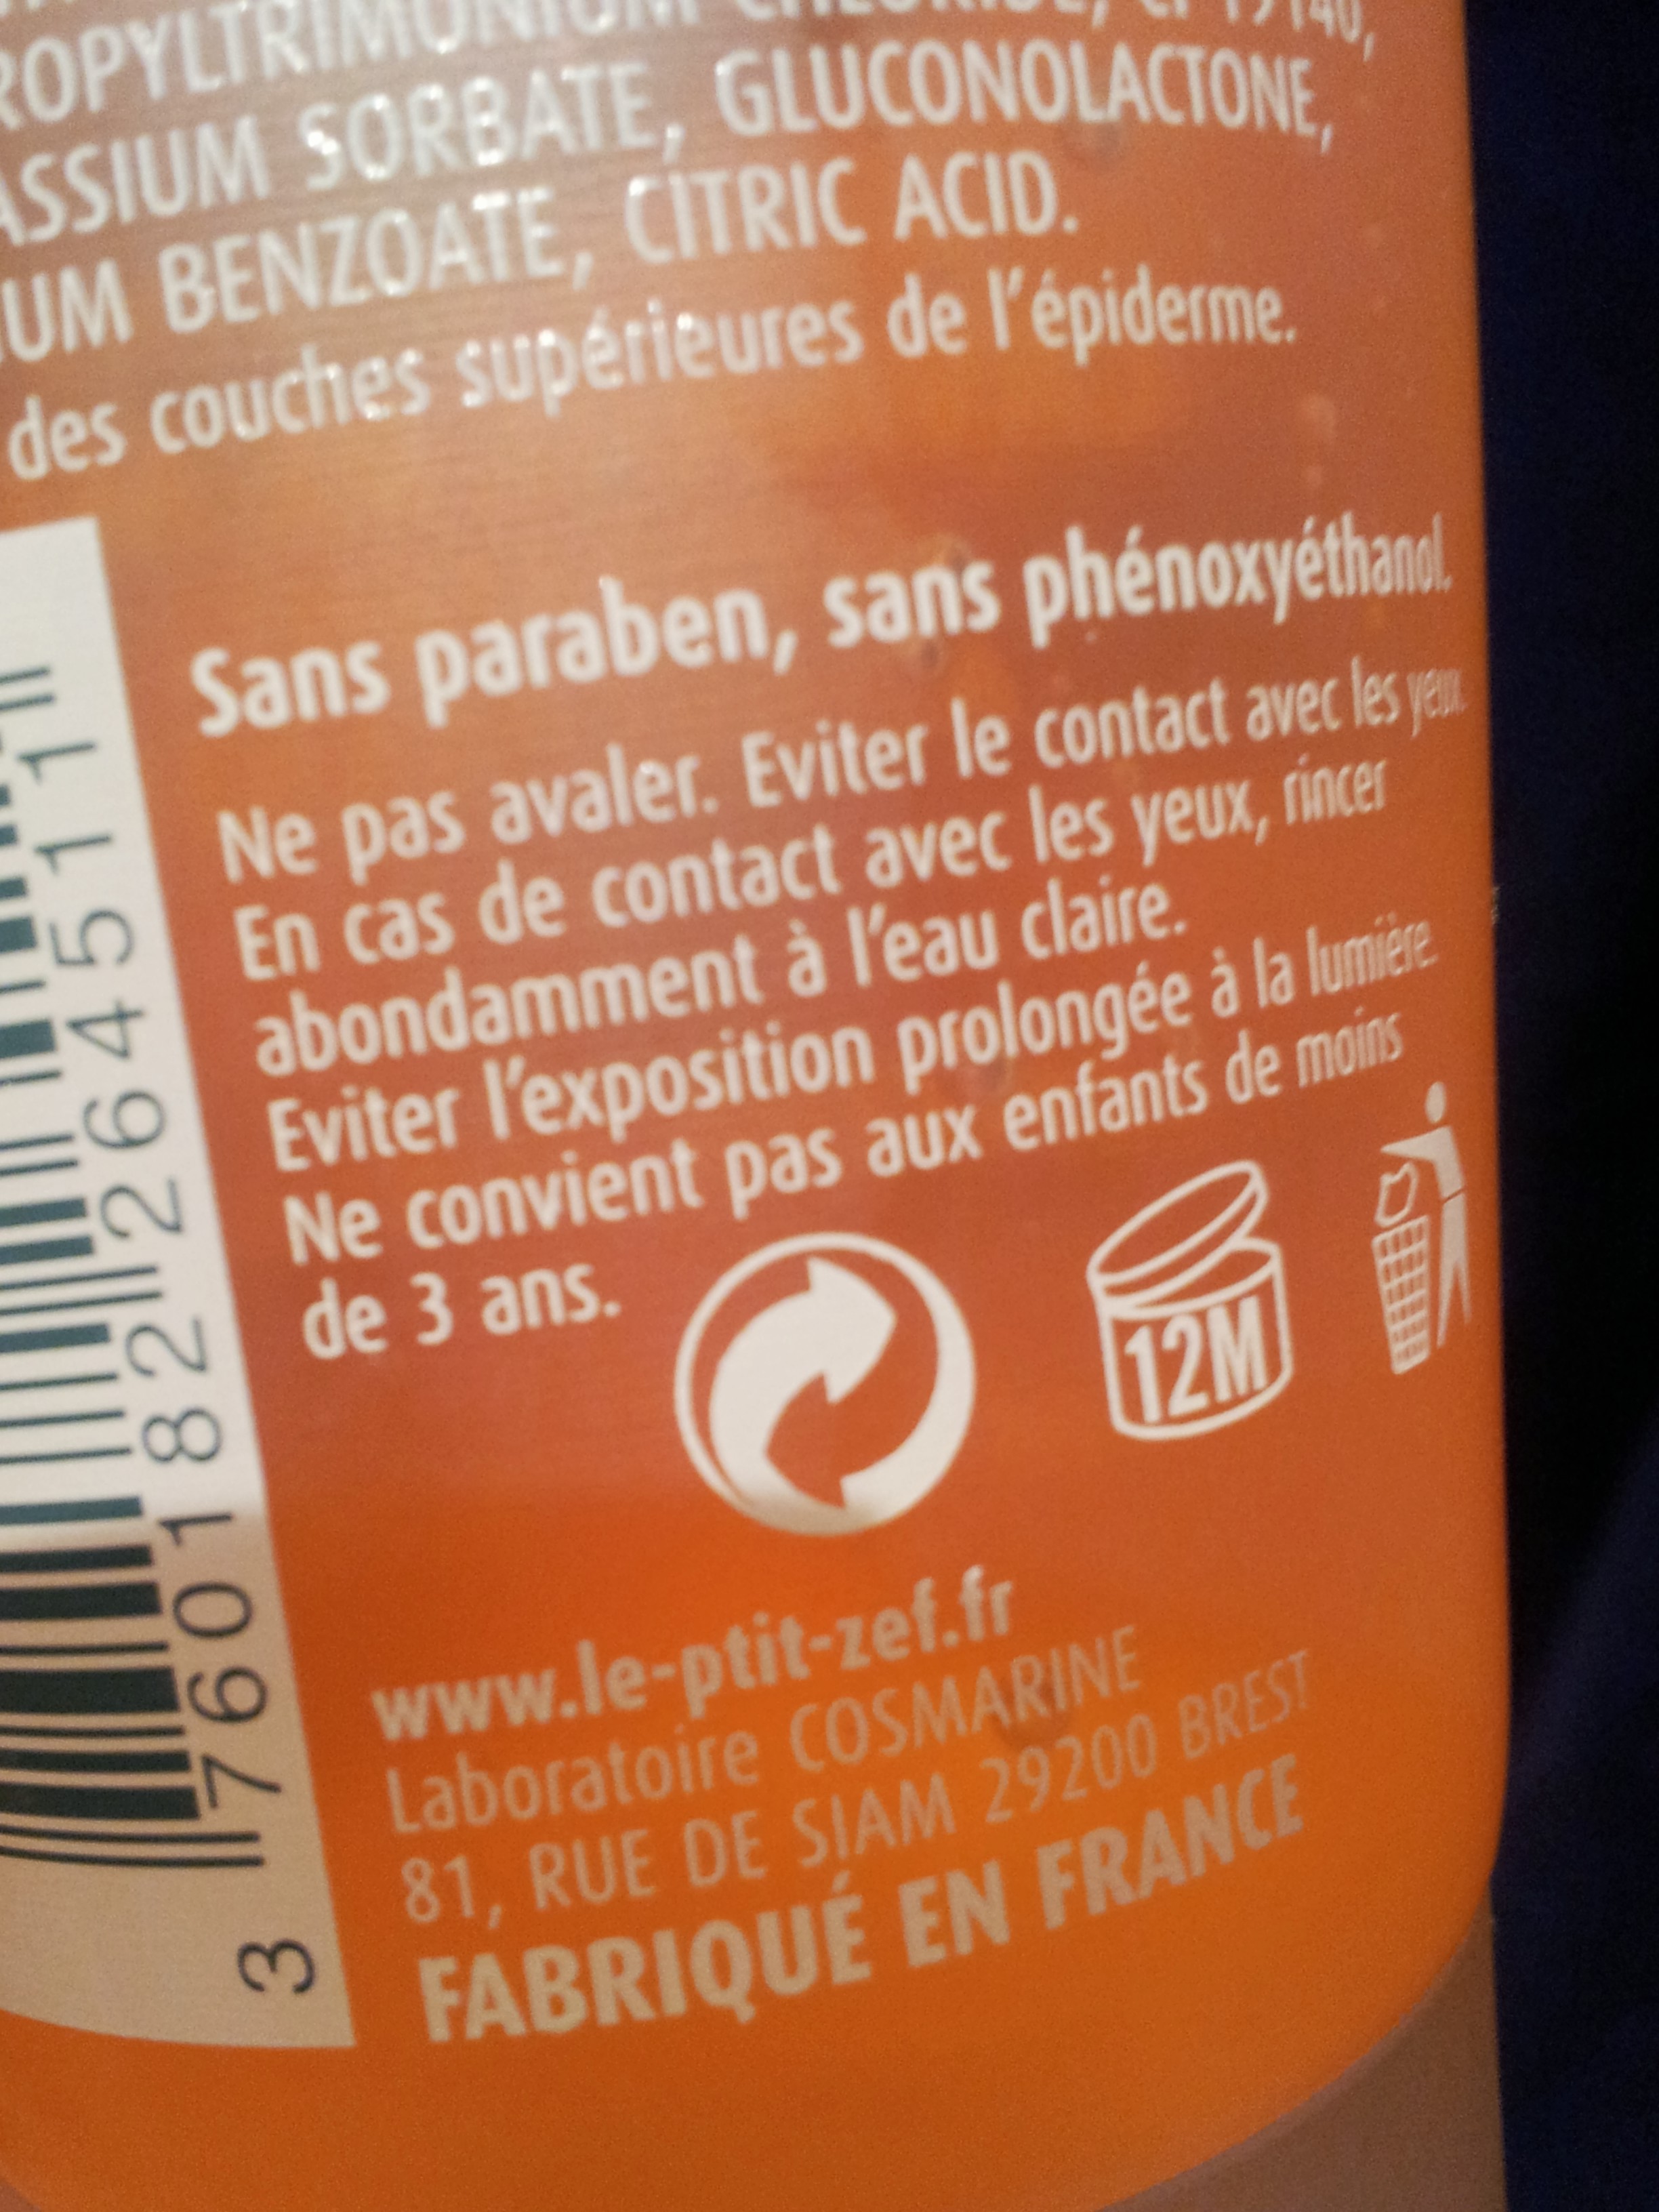 ROPYLTRIMONIUM CHLORIDE, CI 19140,
ASSIUM SORBATE, GLUCONOLACTONE,
IUM BENZOATE, CITRIC ACID.
des couches supérieures de l'épiderme.
Sans paraben, sans phénoxyéthanol.
Ne pas avaler. Eviter le contact avec les yeux.
En cas de contact avec les yeux, rincer
abondamment à l'eau claire.
Eviter l'exposition prolongée à la lumière.
Ne convient pas aux enfants de moins
de 3 ans.
12M
www.le-ptit-zef.fr
Laboratoire COSMARINE
81, RUE DE SIAM 29200 BREST
FABRIQUÉ EN FRANCE
3 760182 264511